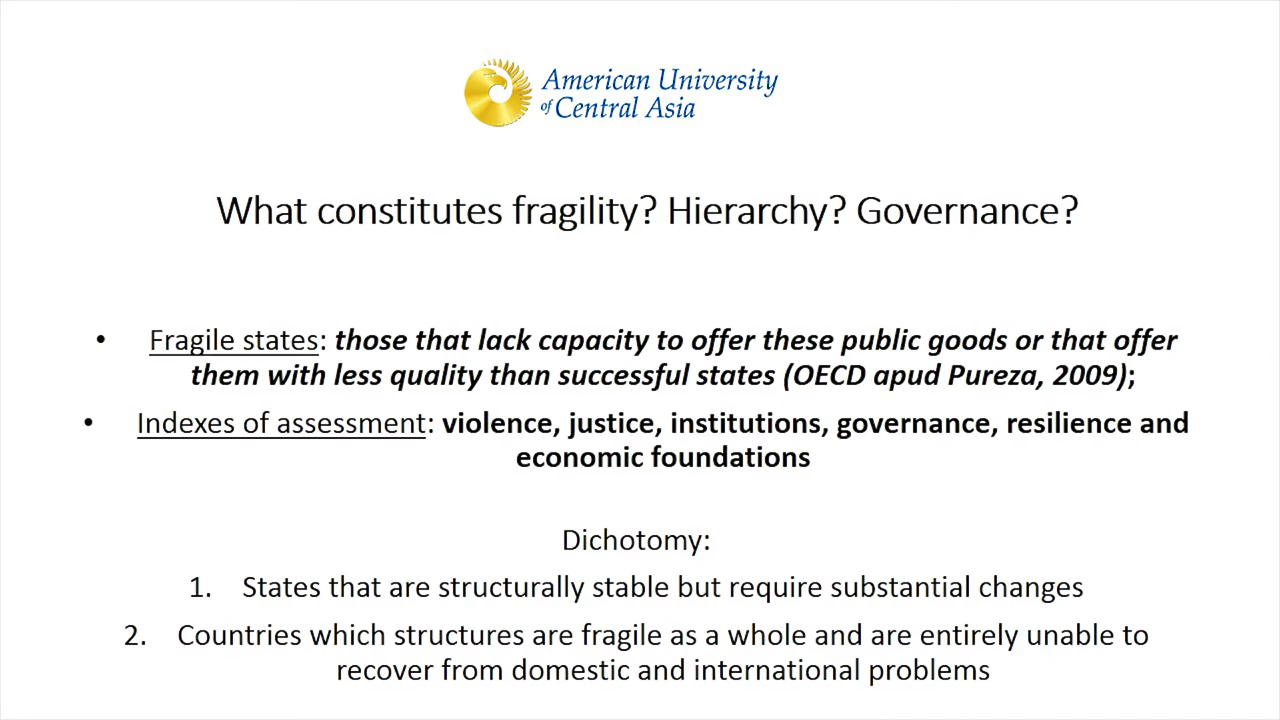 American University
of Central Asia
What constitutes fragility? Hierarchy? Governance?
• Fragile states: those that lack capacity to offer these public goods or that offer
them with less quality than successful states (OECD apud Pureza, 2009);
• Indexes of assessment: violence, justice, institutions, governance, resilience and
economic foundations
Dichotomy:
1. States that are structurally stable but require substantial changes
2. Countries which structures are fragile as a whole and are entirely unable to
recover from domestic and international problems